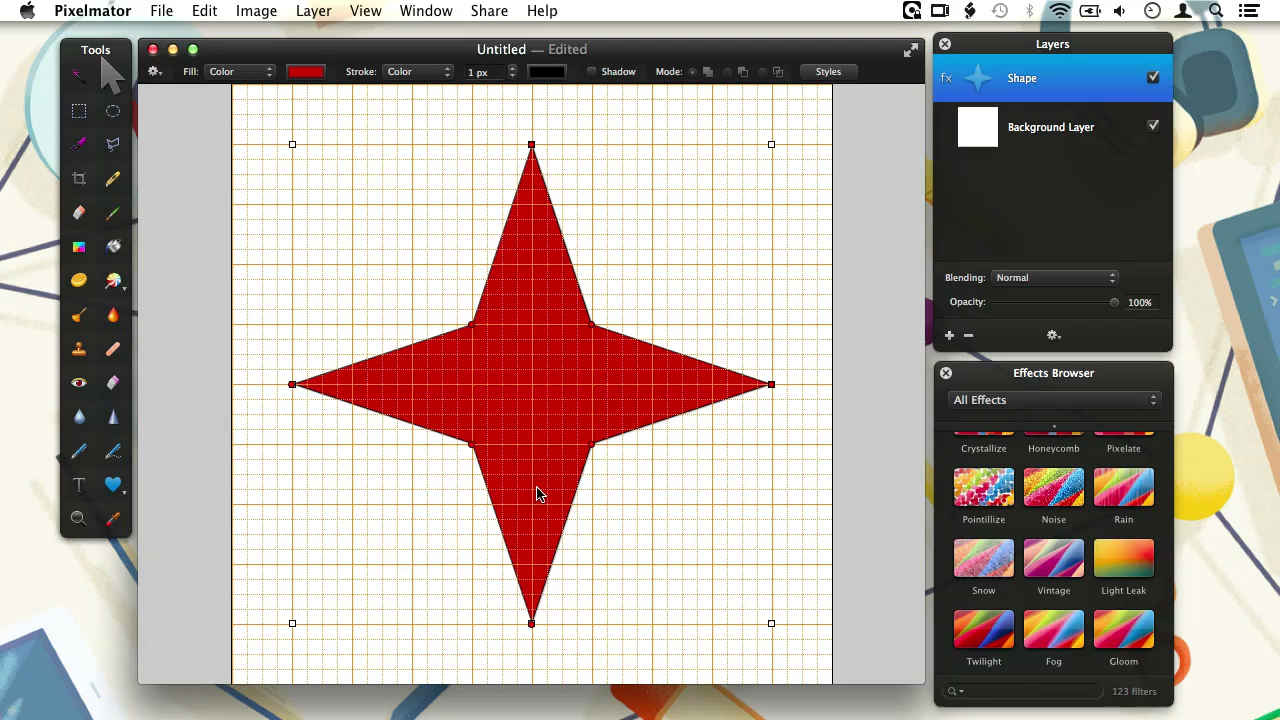 Pixelmator File Edit Image Layer View Window Share Help
Tools
Untitled — Edited
Fill: Color Stroke: Color 1 px Shadow Mode: Styles
Layers
fx Shape
Background Layer
Blending: Normal
Opacity: 100%
Effects Browser
All Effects
Crystallize Honeycomb Pixelate
Pointillize Noise Rain
Snow Vintage Light Leak
Twilight Fog Gloom
123 filters